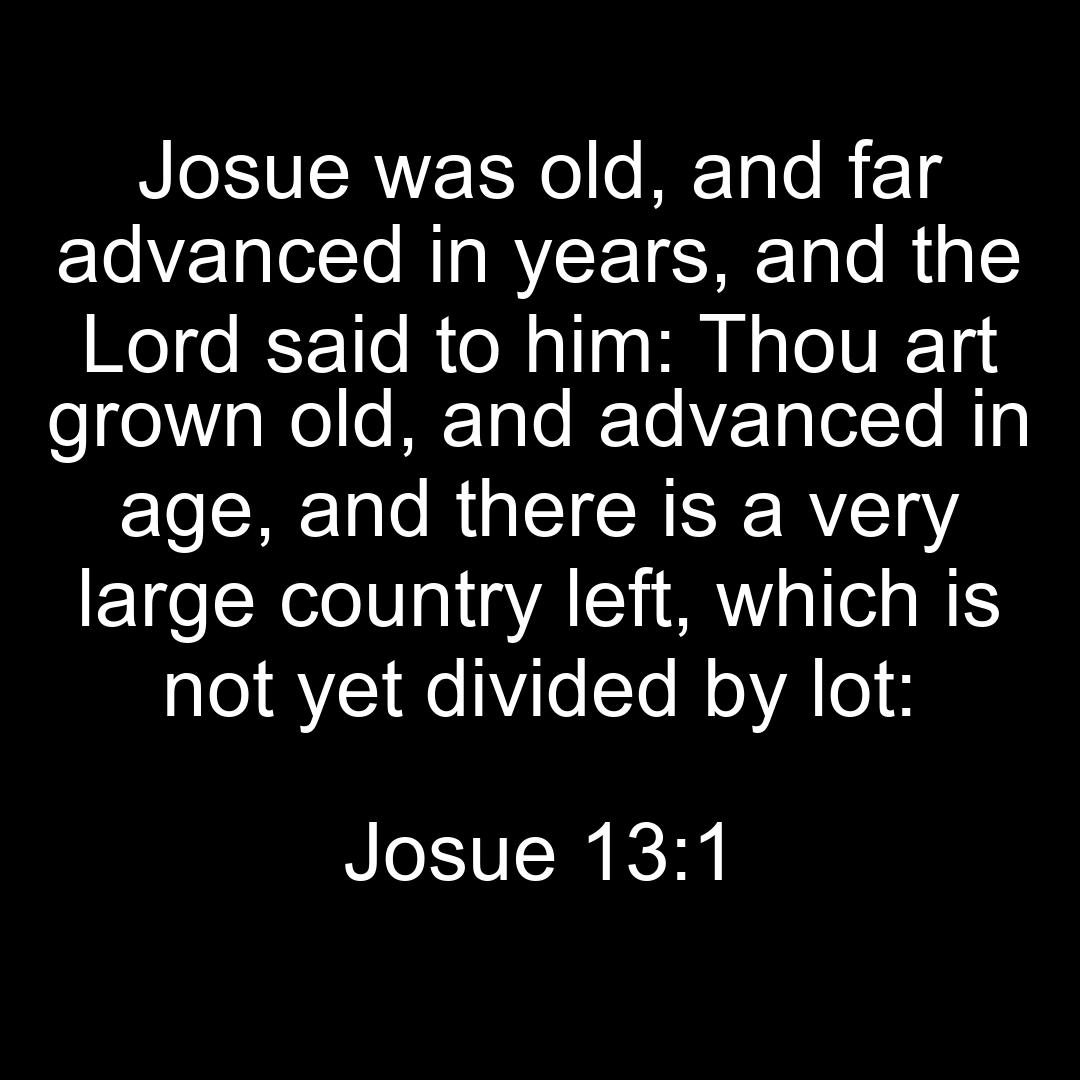 Josue was old, and far
advanced in years, and the
Lord said to him: Thou art
grown old, and advanced in
age, and there is a very
large country left, which is
not yet divided by lot:
Josue 13:1